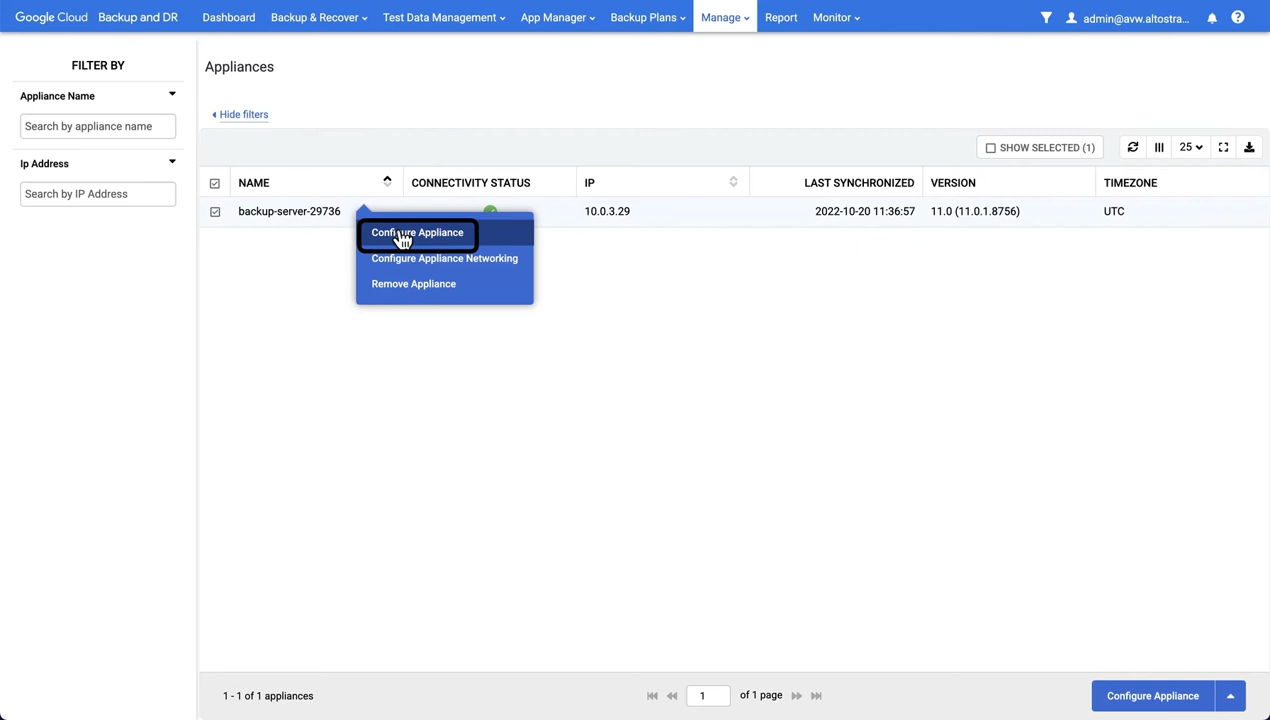 Google Cloud Backup and DR Dashboard Backup & Recover Test Data Management App Manager Backup Plans Manage Report Monitor admin@avw.altostra...
FILTER BY
Appliance Name
Search by appliance name
Ip Address
Search by IP Address
Appliances
Hide filters
SHOW SELECTED (1) 25
NAME CONNECTIVITY STATUS IP LAST SYNCHRONIZED VERSION TIMEZONE
backup-server-29736 10.0.3.29 2022-10-20 11:36:57 11.0 (11.0.1.8756) UTC
Configure Appliance
Configure Appliance Networking
Remove Appliance
1 - 1 of 1 appliances 1 of 1 page Configure Appliance